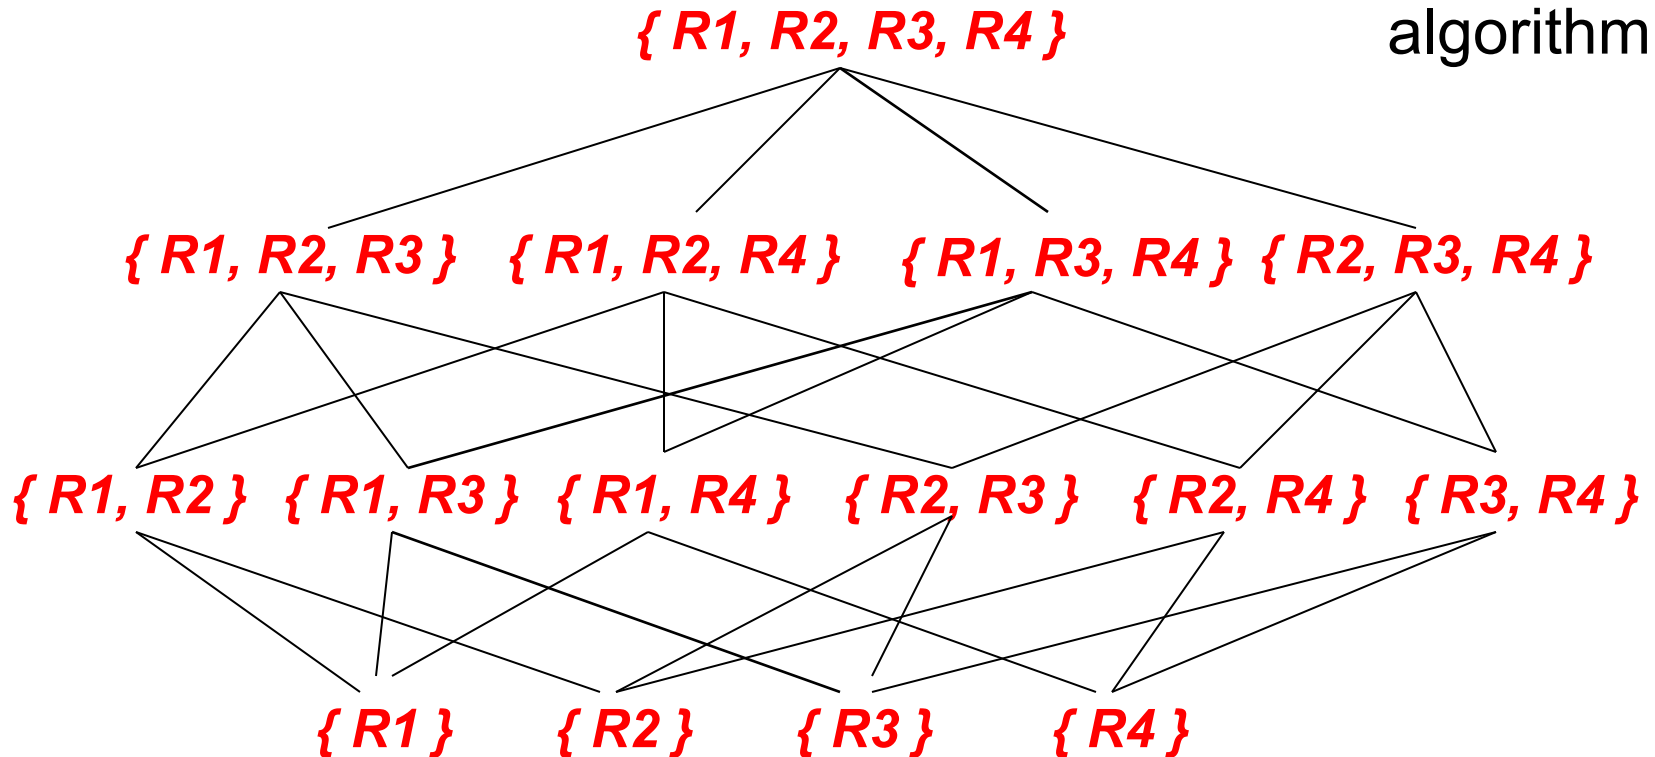 algorithm
{ R1, R2, R3, R4 }
{ R1, R2, R3 } { R1, R2, R4 } { R1, R3, R4 } { R2, R3, R4 }
{ R1, R2 } { R1, R3 } { R1, R4 } { R2, R3 } { R2, R4 } { R3, R4 }
{ R1 } { R2 } { R3 } { R4 }